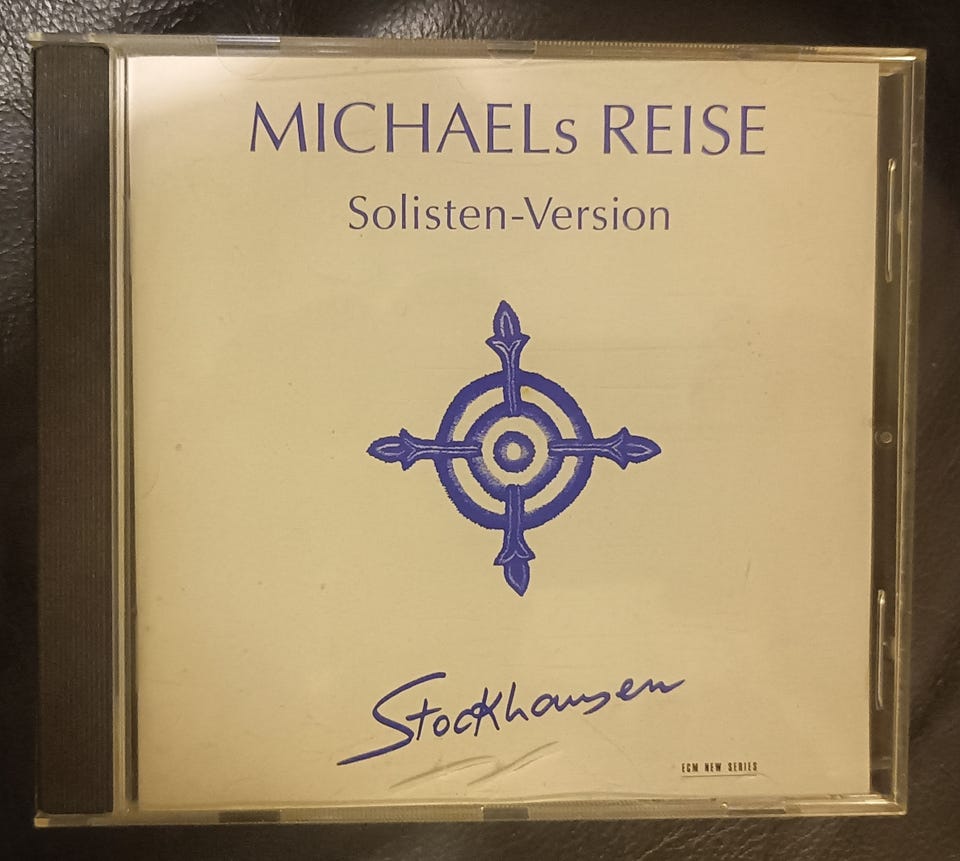 MICHAELs REISE
Solisten-Version
Stockhausen
ECM NEW SERIES